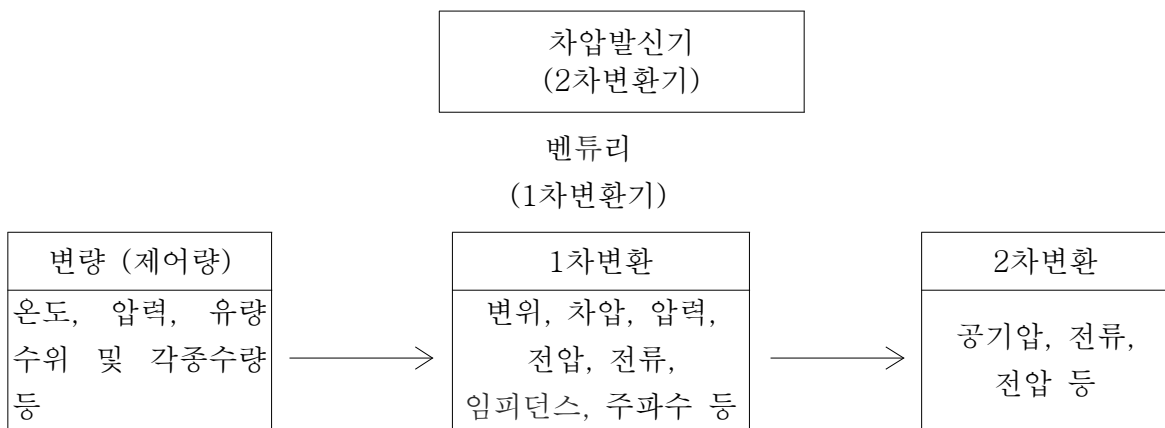 차압발신기
(2차변환기)
벤튜리
(1차변환기)
변량 (제어량)
온도, 압력, 유량
수위 및 각종수량
등
1차변환
변위, 차압, 압력,
전압, 전류,
임피던스, 주파수 등
2차변환
공기압, 전류,
전압 등